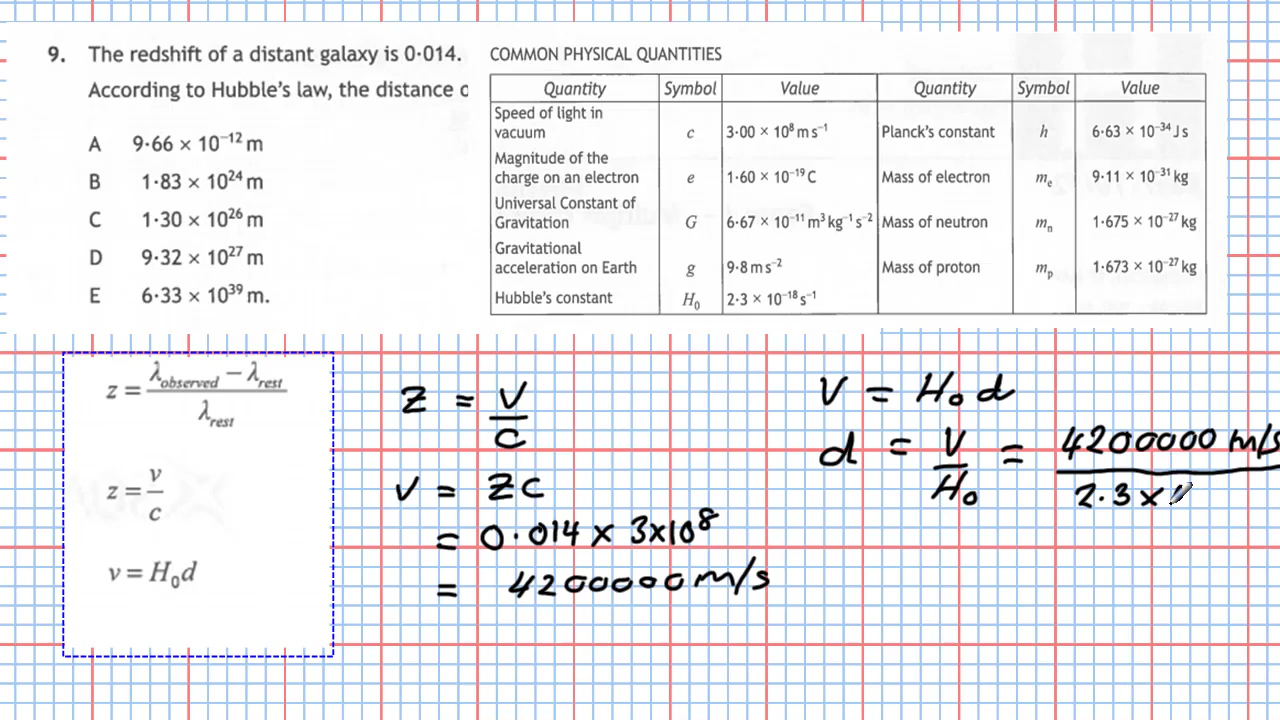 9. The redshift of a distant galaxy is 0·014.
According to Hubble's law, the distance o
A 9·66 × 10⁻¹² m
B 1·83 × 10²⁴ m
C 1·30 × 10²⁶ m
D 9·32 × 10²⁷ m
E 6·33 × 10³⁹ m.
COMMON PHYSICAL QUANTITIES
Quantity Symbol Value Quantity Symbol Value
Speed of light in vacuum c 3·00 × 10⁸ m s⁻¹ Planck's constant h 6·63 × 10⁻³⁴ J s
Magnitude of the charge on an electron e 1·60 × 10⁻¹⁹ C Mass of electron mₑ 9·11 × 10⁻³¹ kg
Universal Constant of Gravitation G 6·67 × 10⁻¹¹ m³ kg⁻¹ s⁻² Mass of neutron mₙ 1·675 × 10⁻²⁷ kg
Gravitational acceleration on Earth g 9·8 m s⁻² Mass of proton mₚ 1·673 × 10⁻²⁷ kg
Hubble's constant H₀ 2·3 × 10⁻¹⁸ s⁻¹
z = (λobserved − λrest) / λrest
z = v/c
v = H₀d
Z = V/C
V = ZC
= 0.014 × 3×10⁸
= 4200000 m/s
V = H₀d
d = V/H₀ = 4200000 m/s
2.3 ×